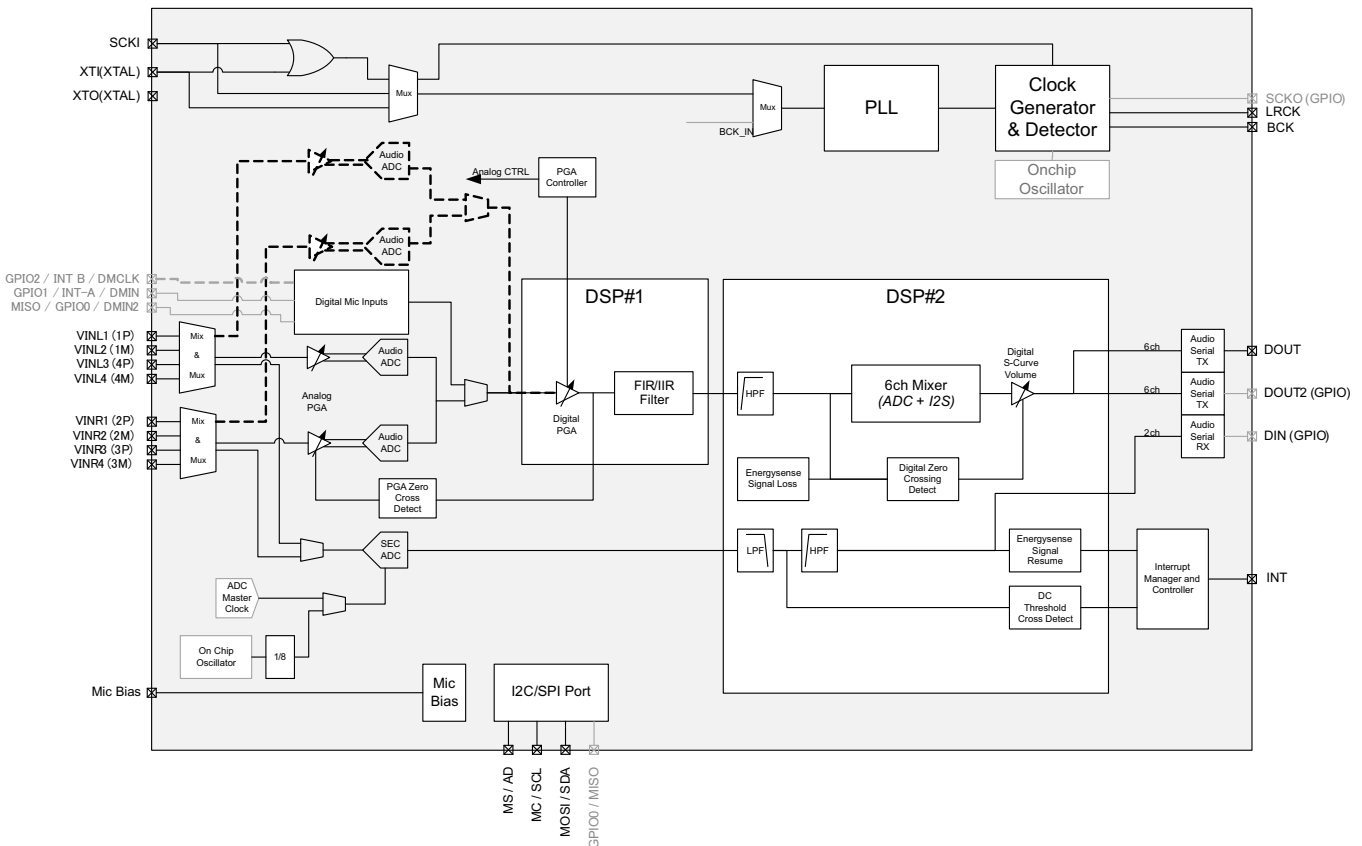 SCKI
XTI(XTAL)
XTO(XTAL)
Mux
Mux
BCK_IN
PLL
Clock
Generator
& Detector
Onchip
Oscillator
SCKO (GPIO)
LRCK
BCK
Audio
ADC
Analog CTRL
PGA
Controller
Audio
ADC
GPIO2 / INT B / DMCLK
GPIO1 / INT-A / DMIN
MISO / GPIO0 / DMIN2
Digital Mic Inputs
VINL1 (1P)
VINL2 (1M)
VINL3 (4P)
VINL4 (4M)
Mix
&
Mux
Audio
ADC
Analog
PGA
VINR1 (2P)
VINR2 (2M)
VINR3 (3P)
VINR4 (3M)
Mix
&
Mux
Audio
ADC
PGA Zero
Cross
Detect
DSP#1
Digital
PGA
FIR/IIR
Filter
DSP#2
HPF
6ch Mixer
(ADC + I2S)
Digital
S-Curve
Volume
Energysense
Signal Loss
Digital Zero
Crossing
Detect
6ch
6ch
2ch
Audio
Serial
TX
Audio
Serial
TX
Audio
Serial
RX
DOUT
DOUT2 (GPIO)
DIN (GPIO)
SEC
ADC
LPF
HPF
Energysense
Signal
Resume
DC
Threshold
Cross Detect
Interrupt
Manager and
Controller
INT
ADC
Master
Clock
On Chip
Oscillator
1/8
Mic Bias
Mic
Bias
I2C/SPI Port
MS / AD
MC / SCL
MOSI / SDA
GPIO0 / MISO